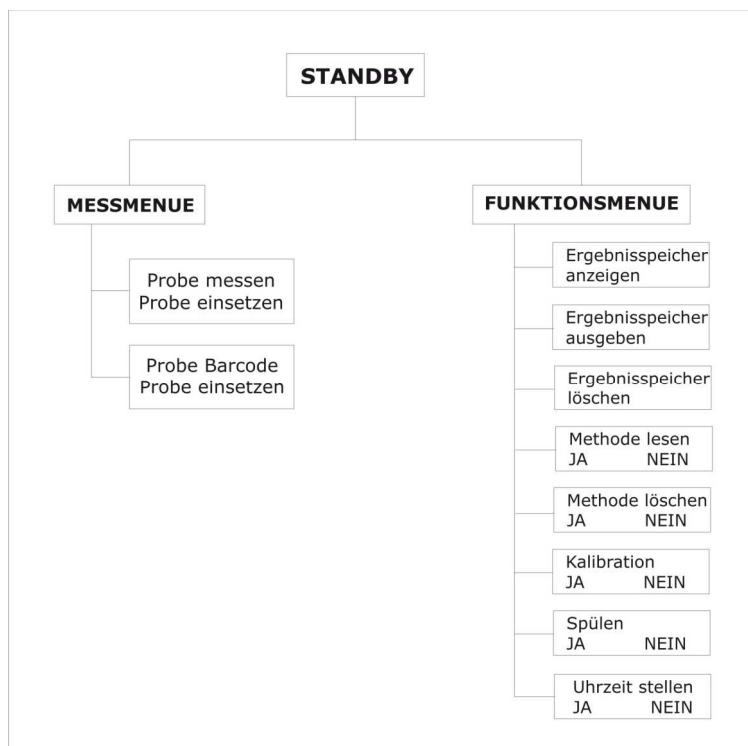 STANDBY
MESSMENUE
Probe messen
Probe einsetzen
Probe Barcode
Probe einsetzen
FUNKTIONSMENUE
Ergebnisspeicher
anzeigen
Ergebnisspeicher
ausgeben
Ergebnisspeicher
löschen
Methode lesen
JA NEIN
Methode löschen
JA NEIN
Kalibration
JA NEIN
Spülen
JA NEIN
Uhrzeit stellen
JA NEIN